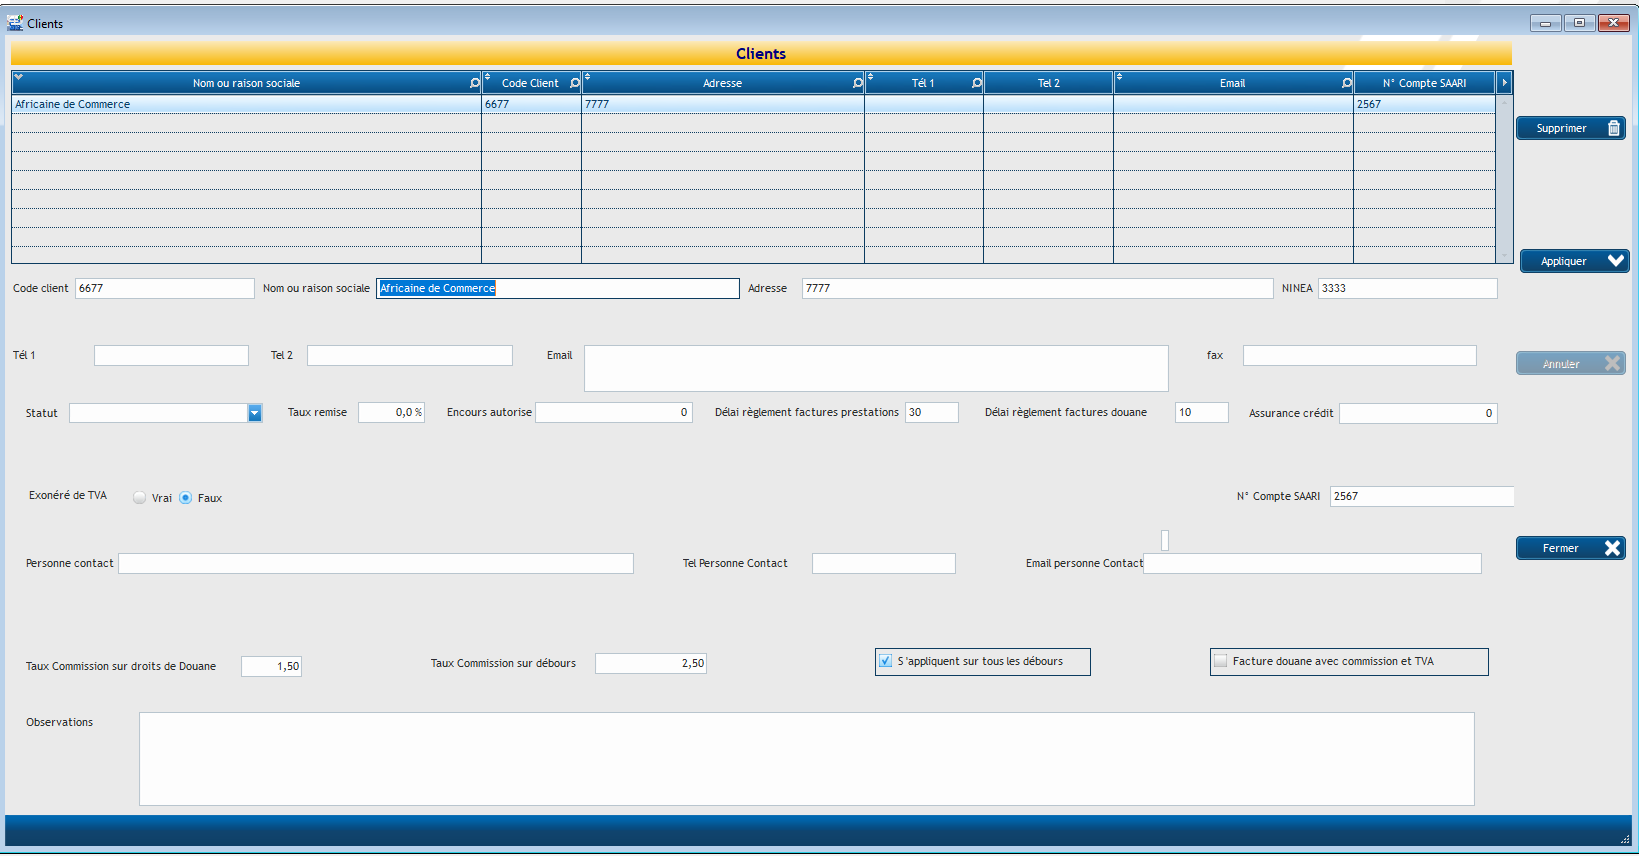 Clients
Clients
Nom ou raison sociale Code Client Adresse Tél 1 Tel 2 Email N° Compte SAARI
Africaine de Commerce 6677 7777 2567
Supprimer
Appliquer
Code client 6677 Nom ou raison sociale Africaine de Commerce Adresse 7777 NINEA 3333
Tél 1 Tel 2 Email fax
Annuler
Statut Taux remise 0,0 % Encours autorise 0 Délai règlement factures prestations 30 Délai règlement factures douane 10 Assurance crédit 0
Exonéré de TVA Vrai Faux N° Compte SAARI 2567
Fermer
Personne contact Tel Personne Contact Email personne Contact
Taux Commission sur droits de Douane 1,50 Taux Commission sur débours 2,50 S'appliquent sur tous les débours Facture douane avec commission et TVA
Observations